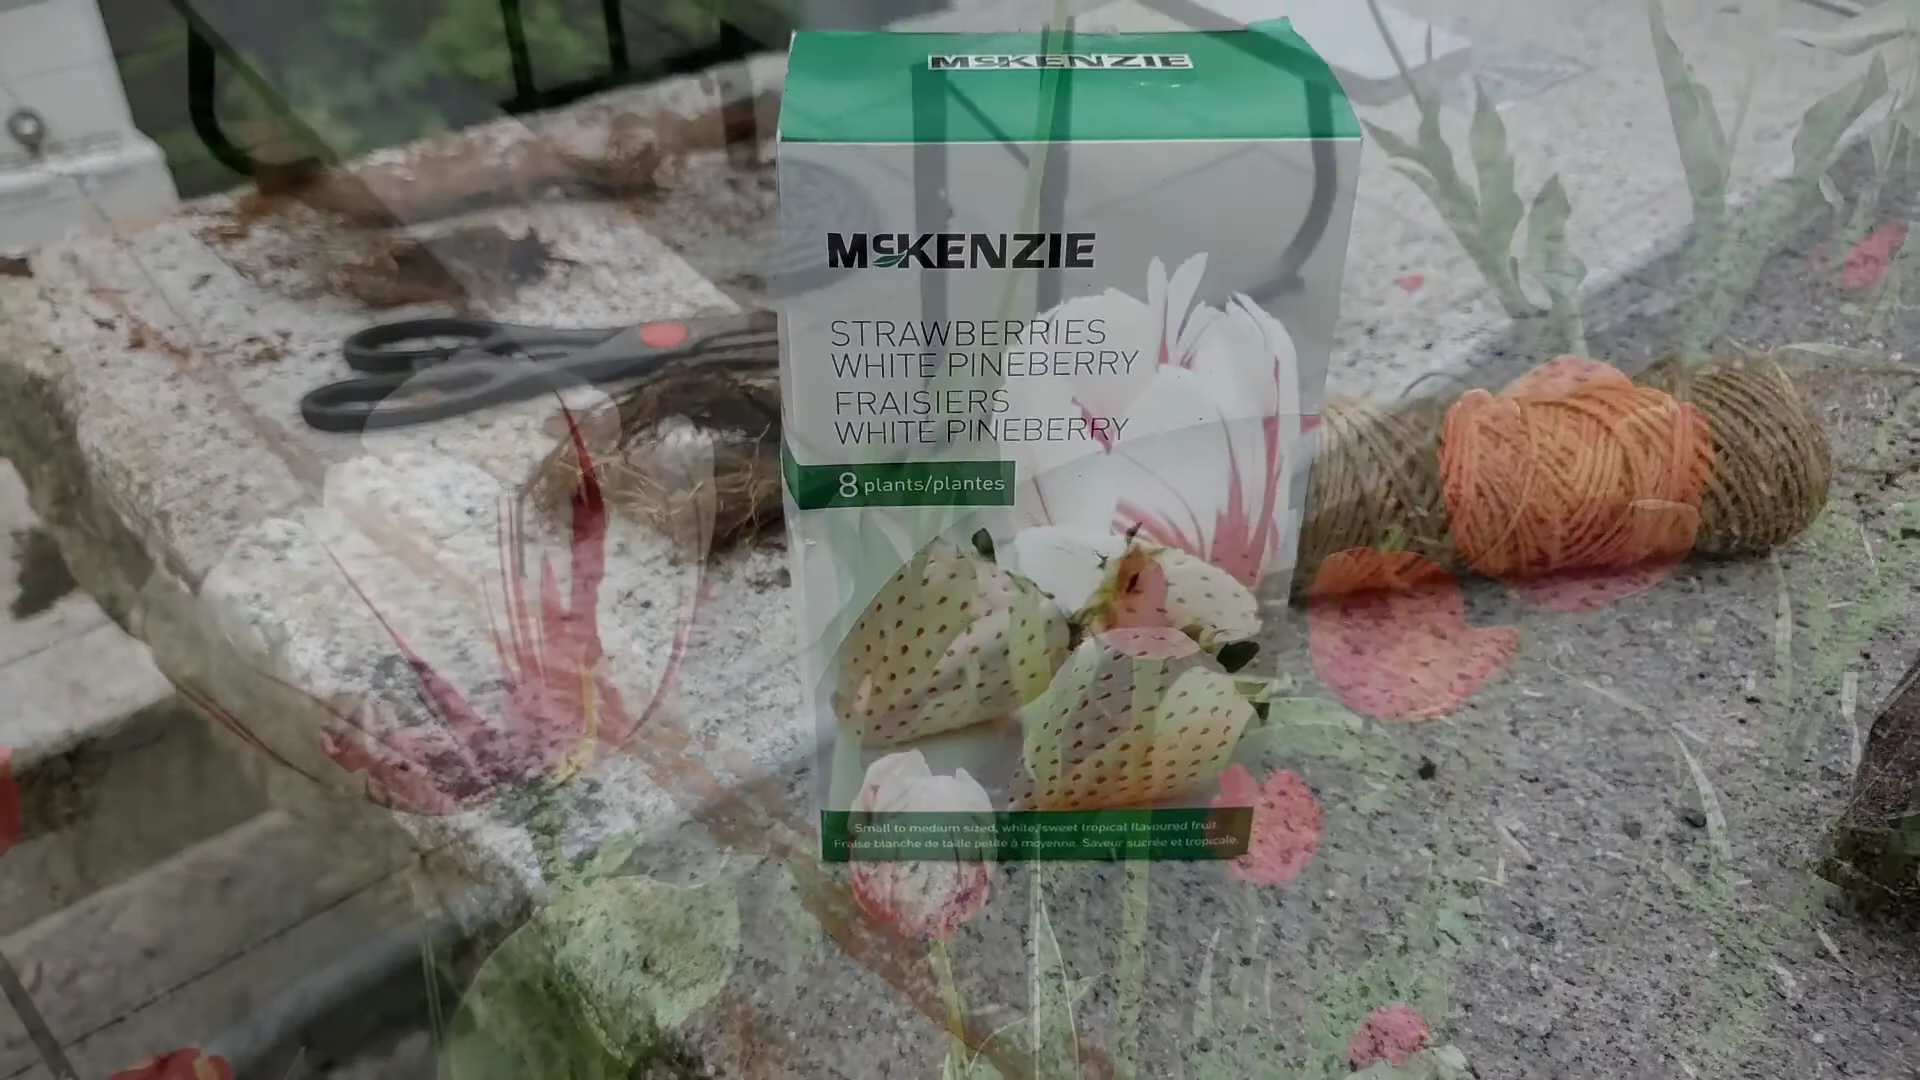 McKENZIE
McKENZIE
STRAWBERRIES
WHITE PINEBERRY
FRAISIERS
WHITE PINEBERRY
8 plants/plantes
Small to medium sized, white, sweet tropical flavoured fruit
Fraise blanche de taille petite à moyenne. Saveur sucrée et tropicale.